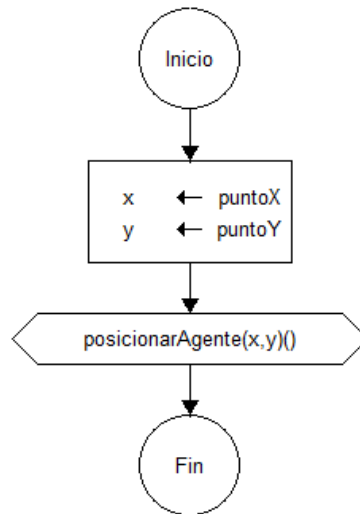 Inicio
x ← puntoX
y ← puntoY
posicionarAgente(x,y)()
Fin